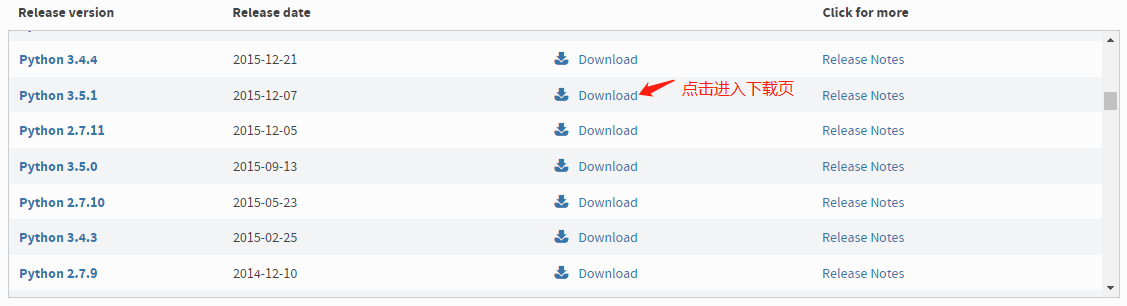 Release version Release date Click for more
Python 3.4.4 2015-12-21 Download Release Notes
Python 3.5.1 2015-12-07 Download 点击进入下载页 Release Notes
Python 2.7.11 2015-12-05 Download Release Notes
Python 3.5.0 2015-09-13 Download Release Notes
Python 2.7.10 2015-05-23 Download Release Notes
Python 3.4.3 2015-02-25 Download Release Notes
Python 2.7.9 2014-12-10 Download Release Notes